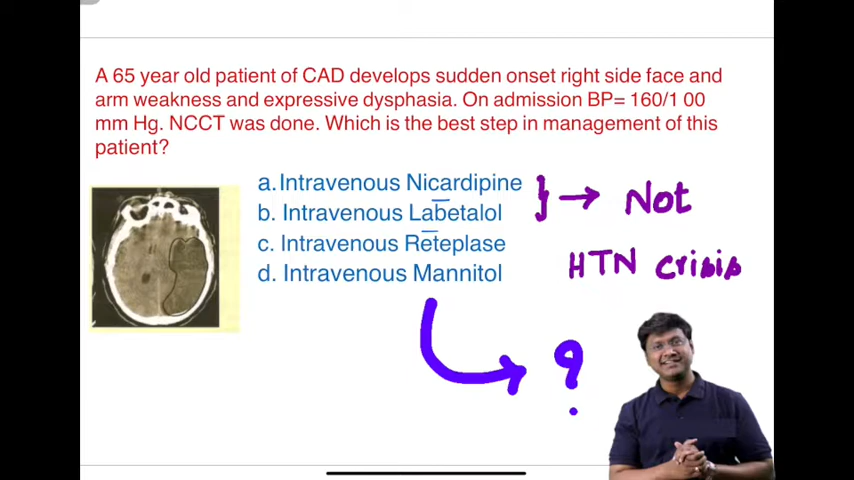 A 65 year old patient of CAD develops sudden onset right side face and
arm weakness and expressive dysphasia. On admission BP= 160/1 00
mm Hg. NCCT was done. Which is the best step in management of this
patient?
a. Intravenous Nicardipine
b. Intravenous Labetalol
c. Intravenous Reteplase
d. Intravenous Mannitol
} → Not
HTN crisis
?